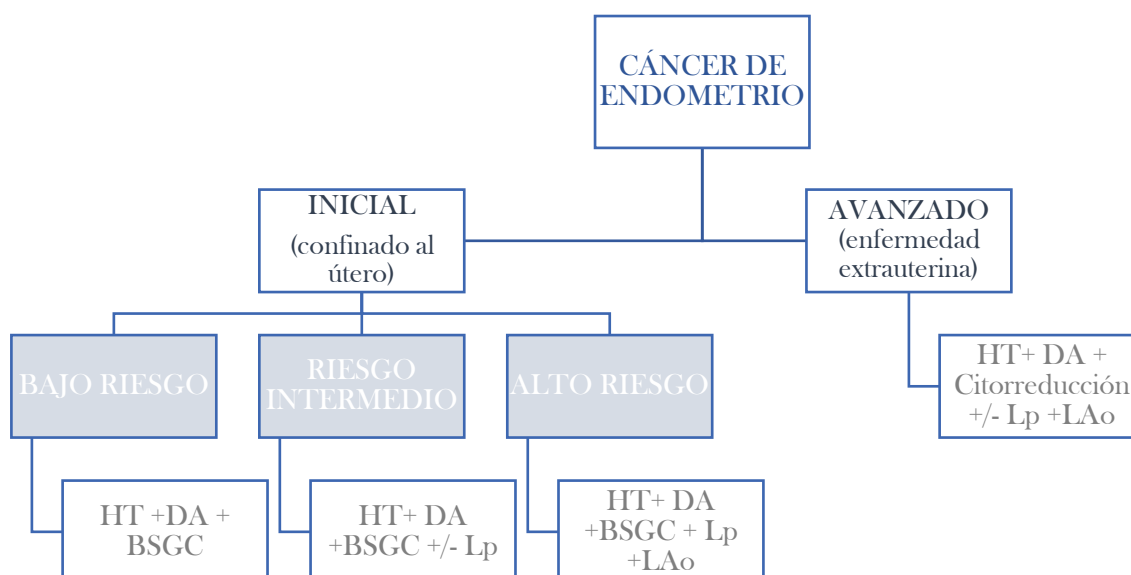 CÁNCER DE
ENDOMETRIO
INICIAL
(confinado al
útero)
AVANZADO
(enfermedad
extrauterina)
BAJO RIESGO
RIESGO
INTERMEDIO
ALTO RIESGO
HT+ DA +
Citorreducción
+/- Lp +LAo
HT +DA +
BSGC
HT+ DA
+BSGC +/- Lp
HT+ DA
+BSGC + Lp
+LAo